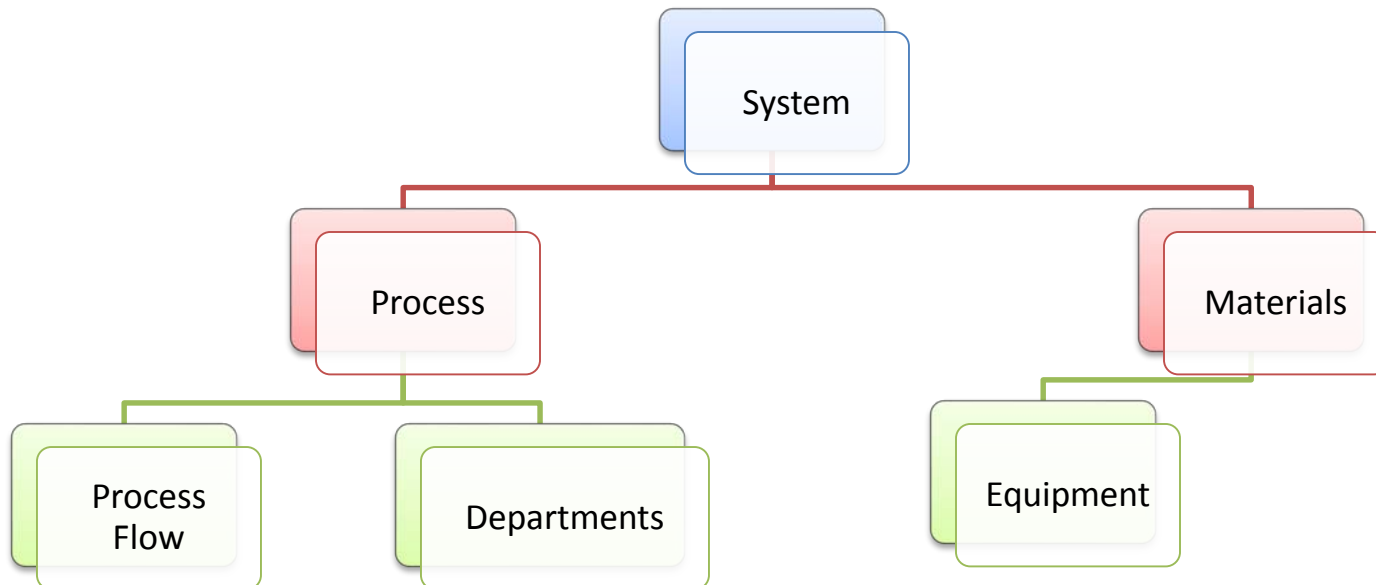 System
Process
Materials
Process
Flow
Departments
Equipment